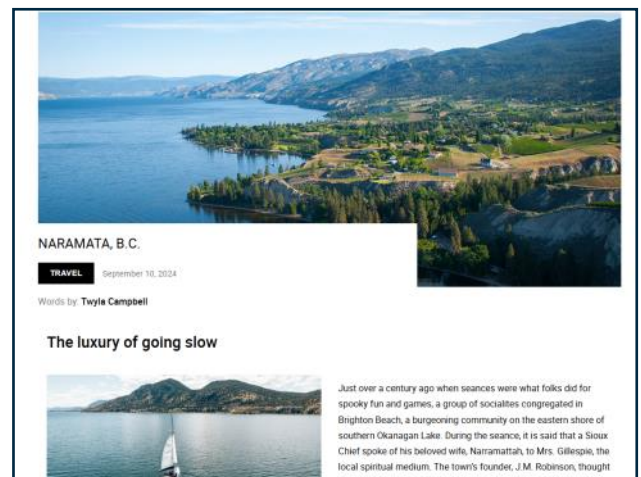 NARAMATA, B.C.
TRAVEL September 10, 2024
Words by: Twyla Campbell
The luxury of going slow
Just over a century ago when seances were what folks did for
spooky fun and games, a group of socialites congregated in
Brighton Beach, a burgeoning community on the eastern shore of
southern Okanagan Lake. During the seance, it is said that a Sioux
Chief spoke of his beloved wife, Narramattah, to Mrs. Gillespie, the
local spiritual medium. The town's founder, J.M. Robinson, thought